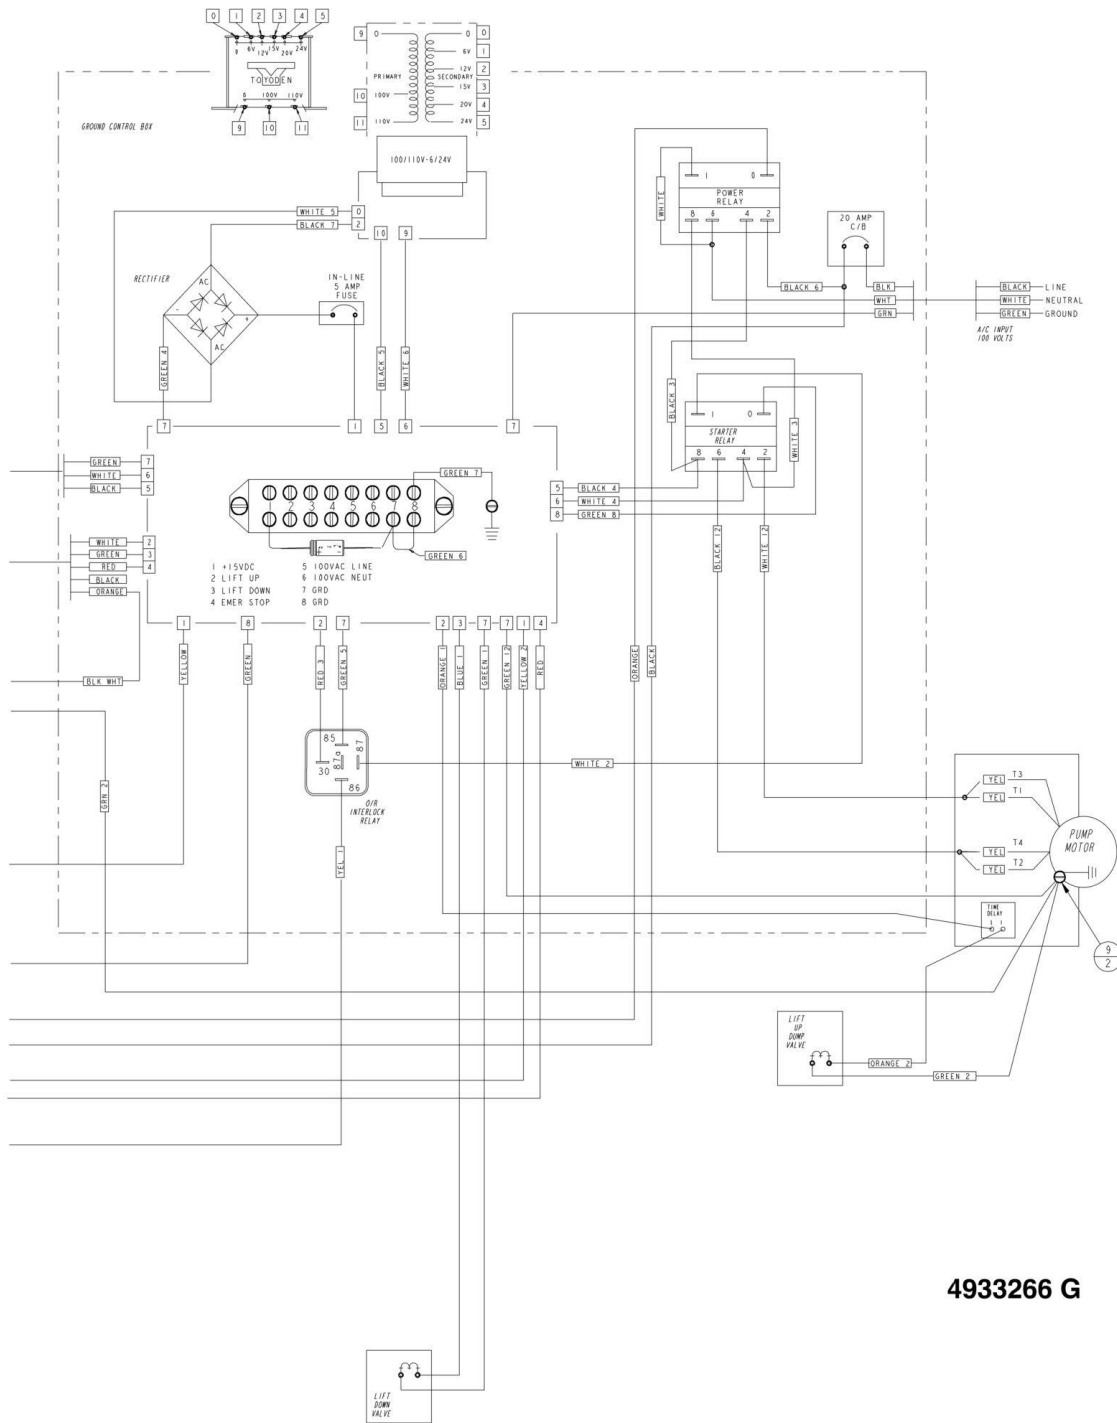 0 1 2 3 4 5
0 6V 12V 15V 20V 24V
TOYODEN
0 100V 110V
9 10 11
9 0
PRIMARY
10 100V
11 110V
SECONDARY
0 0
6V 1
12V 2
15V 3
20V 4
24V 5
GROUND CONTROL BOX
100/110V-6/24V
WHITE 5 0
BLACK 7 2
10 9
RECTIFIER
AC
- +
AC
IN-LINE
5 AMP
FUSE
GREEN 4
BLACK 5
WHITE 6
WHITE
1 0
POWER
RELAY
8 6 4 2
20 AMP
C/B
BLACK 6
BLK
WHT
GRN
BLACK LINE
WHITE NEUTRAL
GREEN GROUND
A/C INPUT
100 VOLTS
BLACK 3
WHITE 3
1 0
STARTER
RELAY
8 6 4 2
7 1 5 6 7
GREEN 7
WHITE 6
BLACK 5
WHITE 2
GREEN 3
RED 4
BLACK
ORANGE
BLK WHT
GREEN 7
1 2 3 4 5 6 7 8
GREEN 6
1 +15VDC
2 LIFT UP
3 LIFT DOWN
4 EMER STOP
5 100VAC LINE
6 100VAC NEUT
7 GRD
8 GRD
5 BLACK 4
6 WHITE 4
8 GREEN 8
BLACK 12
WHITE 12
1 8 2 7 2 3 7 7 1 4
YELLOW
GREEN
RED 3
GREEN 5
ORANGE 1
BLUE 1
GREEN 1
GREEN 12
YELLOW 2
RED
ORANGE
BLACK
85
87a
87
30
86
O/R
INTERLOCK
RELAY
WHITE 2
GRN 2
YEL 1
YEL T3
YEL T1
YEL T4
YEL T2
PUMP
MOTOR
TIME
DELAY
9
2
LIFT
UP
DUMP
VALVE
ORANGE 2
GREEN 2
4933266 G
LIFT
DOWN
VALVE